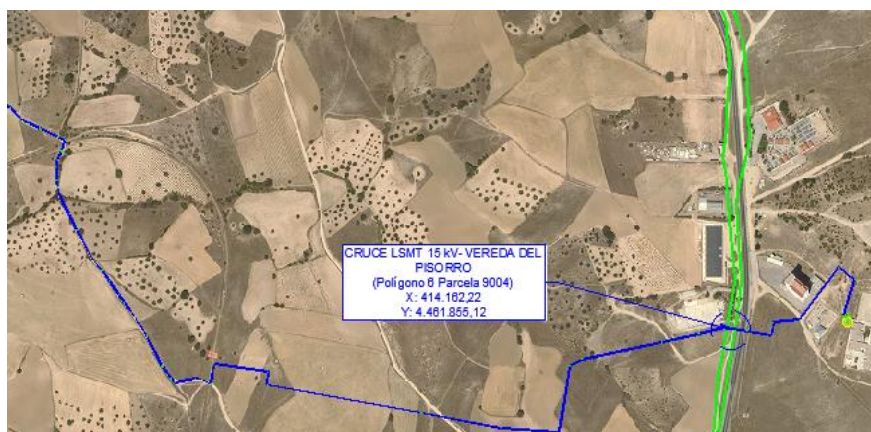 CRUCE LSMT 15 kV- VEREDA DEL
PISORRO
(Polígono 6 Parcela 9004)
X: 414.162,22
Y: 4.461.855,12